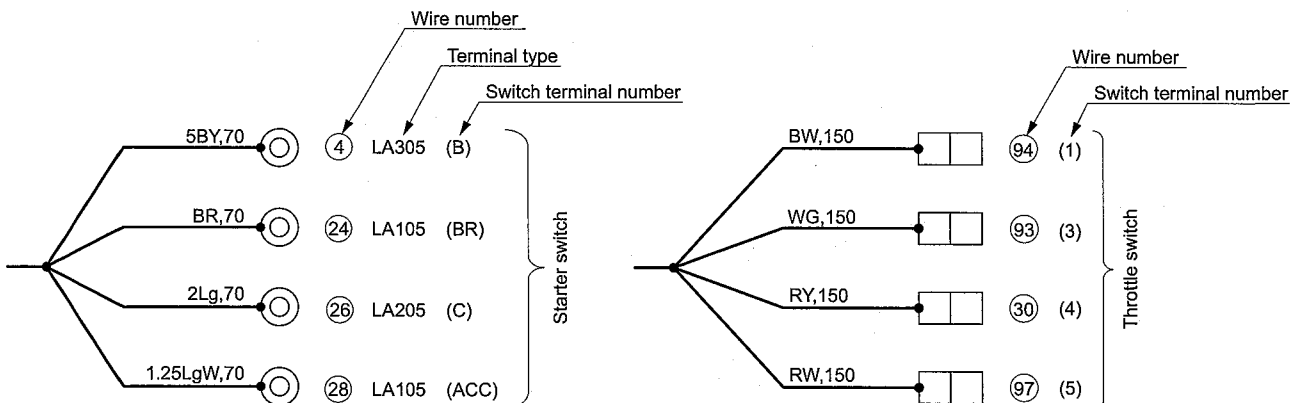 Wire number
Terminal type
Switch terminal number
5BY,70 4 LA305 (B)
BR,70 24 LA105 (BR)
2Lg,70 26 LA205 (C)
1.25LgW,70 28 LA105 (ACC)
Starter switch
Wire number
Switch terminal number
BW,150 94 (1)
WG,150 93 (3)
RY,150 30 (4)
RW,150 97 (5)
Throttle switch